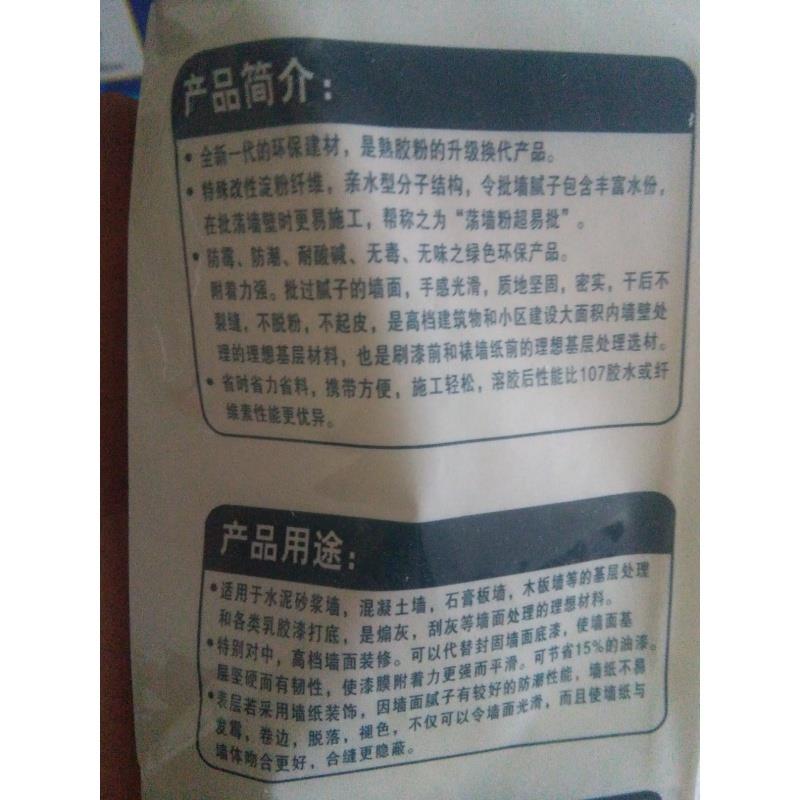 产品简介：
• 全新一代的环保建材，是熟胶粉的升级换代产品。
• 特殊改性淀粉纤维，亲水型分子结构，令批墙腻子包含丰富水份，
在批荡墙壁时更易施工，帮称之为“荡墙粉超易批”。
• 防霉、防潮、耐酸碱、无毒、无味之绿色环保产品。
附着力强。批过腻子的墙面，手感光滑，质地坚固，密实，干后不
裂缝，不脱粉，不起皮，是高档建筑物和小区建设大面积内墙壁处
理的理想基层材料，也是刷漆前和裱墙纸前的理想基层处理选材。
• 省时省力省料，携带方便，施工轻松，溶胶后性能比107胶水或纤
维素性能更优异。
产品用途：
• 适用于水泥砂浆墙，混凝土墙，石膏板墙，木板墙等的基层处理
和各类乳胶漆打底，是煽灰，刮灰等墙面处理的理想材料。
• 特别对中，高档墙面装修。可以代替封固墙面底漆，使墙面基
层坚硬而有韧性，使漆膜附着力更强而平滑。可节省15%的油漆。
• 表层若采用墙纸装饰，因墙面腻子有较好的防潮性能，墙纸不易
发霉，卷边，脱落，褪色，不仅可以令墙面光滑，而且使墙纸与
墙体吻合更好，合缝更隐蔽。